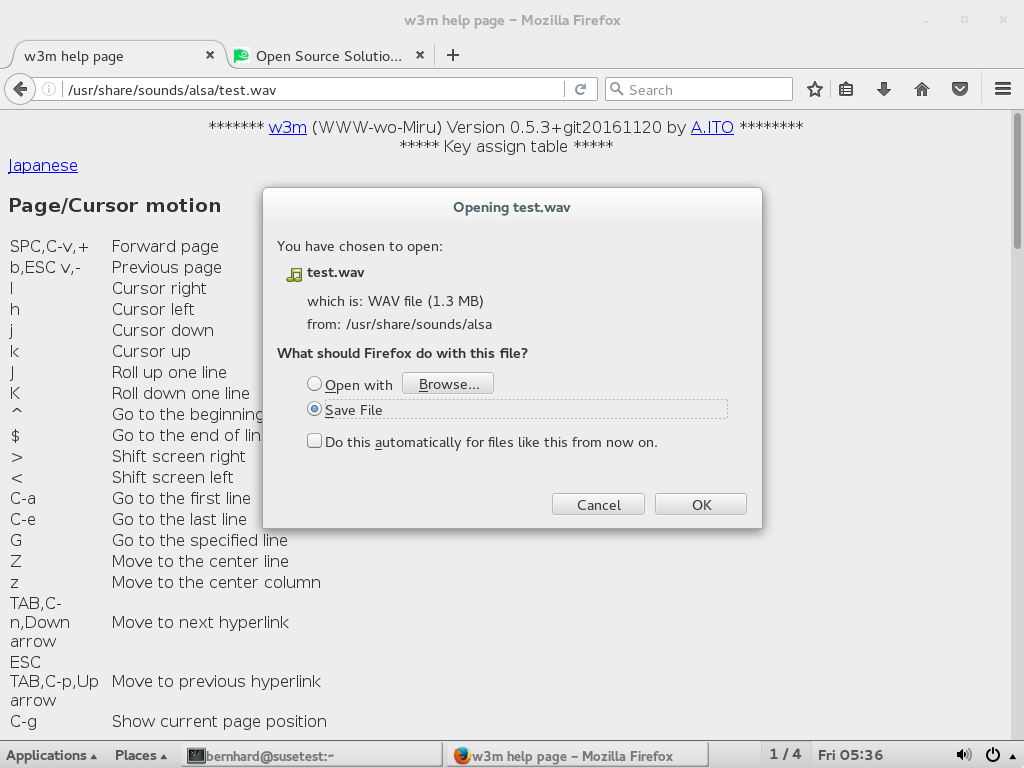 w3m help page – Mozilla Firefox
w3m help page
Open Source Solutio...
/usr/share/sounds/alsa/test.wav
Search
******* w3m (WWW-wo-Miru) Version 0.5.3+git20161120 by A.ITO ********
***** Key assign table *****
Japanese
Page/Cursor motion
SPC,C-v,+ Forward page
b,ESC v,- Previous page
l Cursor right
h Cursor left
j Cursor down
k Cursor up
J Roll up one line
K Roll down one line
^ Go to the beginning
$ Go to the end of lin
> Shift screen right
< Shift screen left
C-a Go to the first line
C-e Go to the last line
G Go to the specified line
Z Move to the center line
z Move to the center column
TAB,C-
n,Down Move to next hyperlink
arrow
ESC
TAB,C-p,Up Move to previous hyperlink
arrow
C-g Show current page position
Opening test.wav
You have chosen to open:
test.wav
which is: WAV file (1.3 MB)
from: /usr/share/sounds/alsa
What should Firefox do with this file?
Open with Browse...
Save File
Do this automatically for files like this from now on.
Cancel OK
Applications Places bernhard@susetest:~ w3m help page – Mozilla Firefox 1 / 4 Fri 05:36